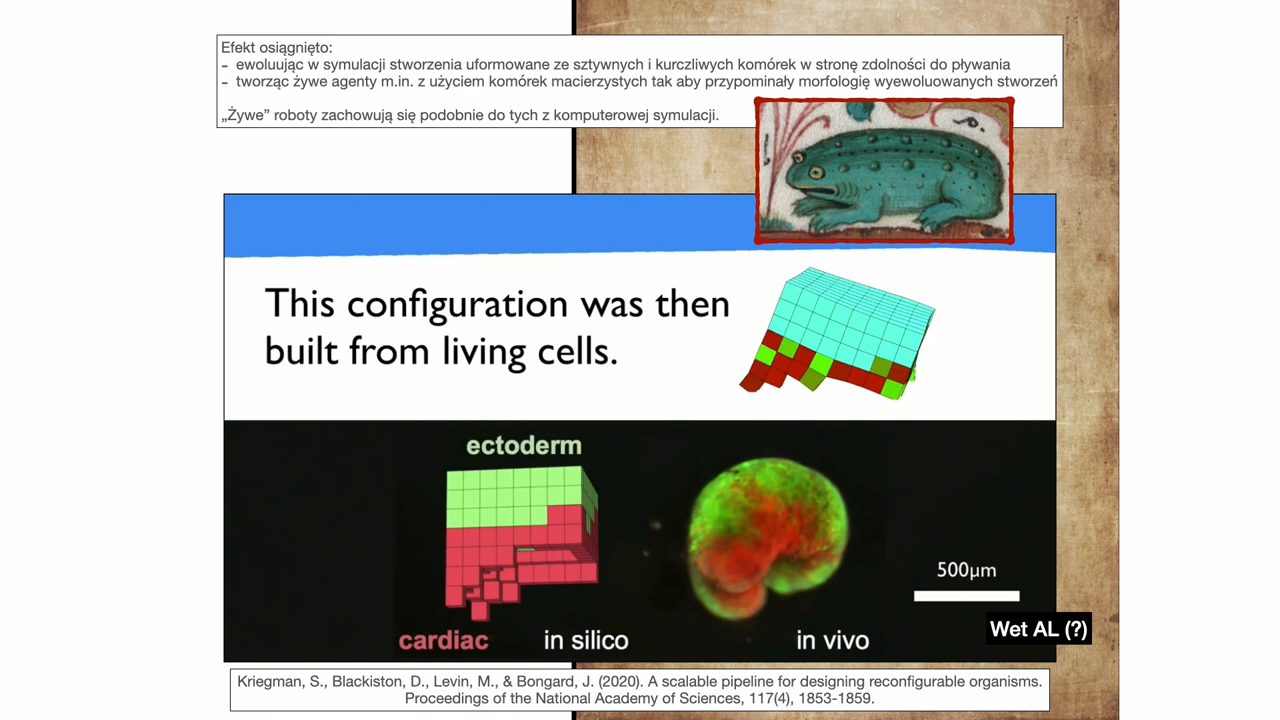 Efekt osiągnięto:
- ewoluując w symulacji stworzenia uformowane ze sztywnych i kurczliwych komórek w stronę zdolności do pływania
- tworząc żywe agenty m.in. z użyciem komórek macierzystych tak aby przypominały morfologię wyewoluowanych stworzeń
„Żywe” roboty zachowują się podobnie do tych z komputerowej symulacji.
This configuration was then
built from living cells.
ectoderm
500µm
Wet AL (?)
cardiac in silico in vivo
Kriegman, S., Blackiston, D., Levin, M., & Bongard, J. (2020). A scalable pipeline for designing reconfigurable organisms.
Proceedings of the National Academy of Sciences, 117(4), 1853-1859.